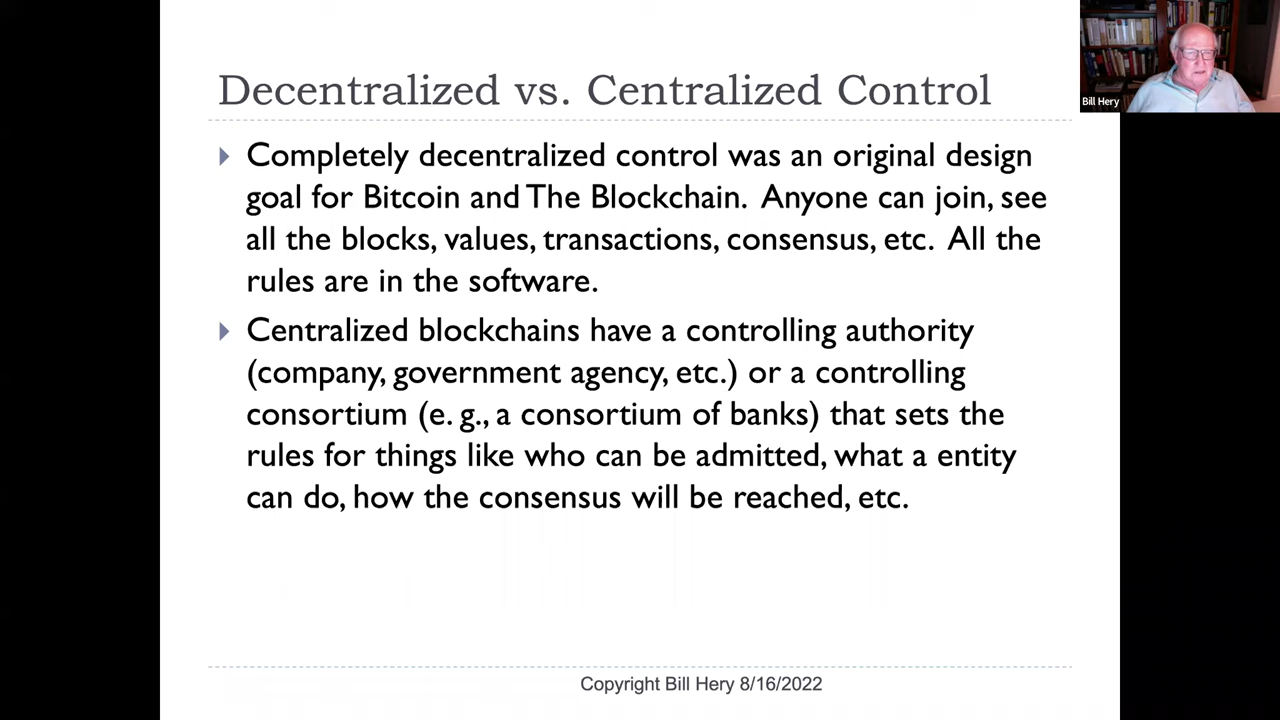 Decentralized vs. Centralized Control
Bill Hery
Completely decentralized control was an original design
goal for Bitcoin and The Blockchain. Anyone can join, see
all the blocks, values, transactions, consensus, etc. All the
rules are in the software.
Centralized blockchains have a controlling authority
(company, government agency, etc.) or a controlling
consortium (e. g., a consortium of banks) that sets the
rules for things like who can be admitted, what a entity
can do, how the consensus will be reached, etc.
Copyright Bill Hery 8/16/2022